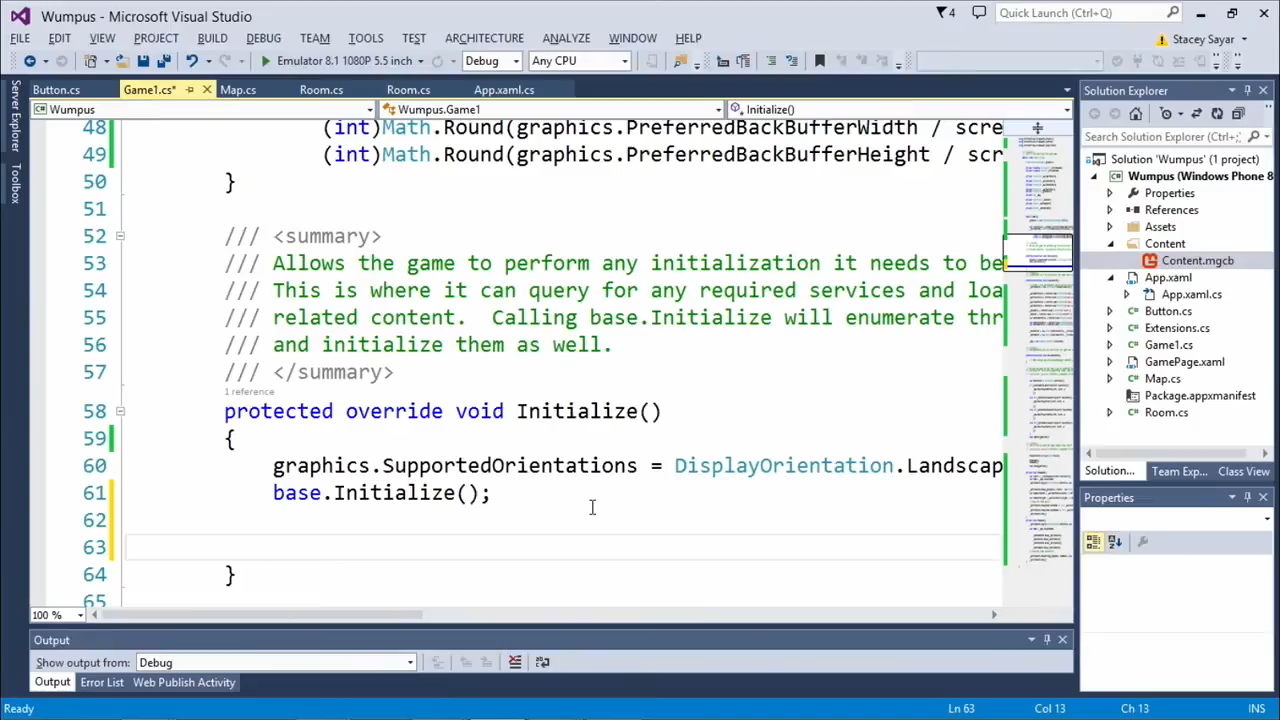 Wumpus - Microsoft Visual Studio
4
Quick Launch (Ctrl+Q)
FILE EDIT VIEW PROJECT BUILD DEBUG TEAM TOOLS TEST ARCHITECTURE ANALYZE WINDOW HELP
Stacey Sayar
Emulator 8.1 1080P 5.5 inch
Debug
Any CPU
Server Explorer
Toolbox
Button.cs Game1.cs* Map.cs Room.cs Room.cs App.xaml.cs
Wumpus
Wumpus.Game1
Initialize()
48 (int)Math.Round(graphics.PreferredBackBufferWidth / scre
49 (int)Math.Round(graphics.PreferredBackBufferHeight / scr
50 }
51
52 /// <summary>
53 /// Allows the game to perform any initialization it needs to be
54 /// This is where it can query for any required services and loa
55 /// related content. Calling base.Initialize will enumerate thr
56 /// and initialize them as well.
57 /// </summary>
1 reference
58 protected override void Initialize()
59 {
60 graphics.SupportedOrientations = DisplayOrientation.Landscap
61 base.Initialize();
62
63
64 }
65
100 %
Output
Show output from: Debug
Output Error List Web Publish Activity
Solution Explorer
Search Solution Explorer (Ctrl+;)
Solution 'Wumpus' (1 project)
Wumpus (Windows Phone 8
Properties
References
Assets
Content
Content.mgcb
App.xaml
App.xaml.cs
Button.cs
Extensions.cs
Game1.cs
GamePage.xaml
Map.cs
Package.appxmanifest
Room.cs
Solution... Team Exp... Class View
Properties
Ready
Ln 63
Col 13
Ch 13
INS